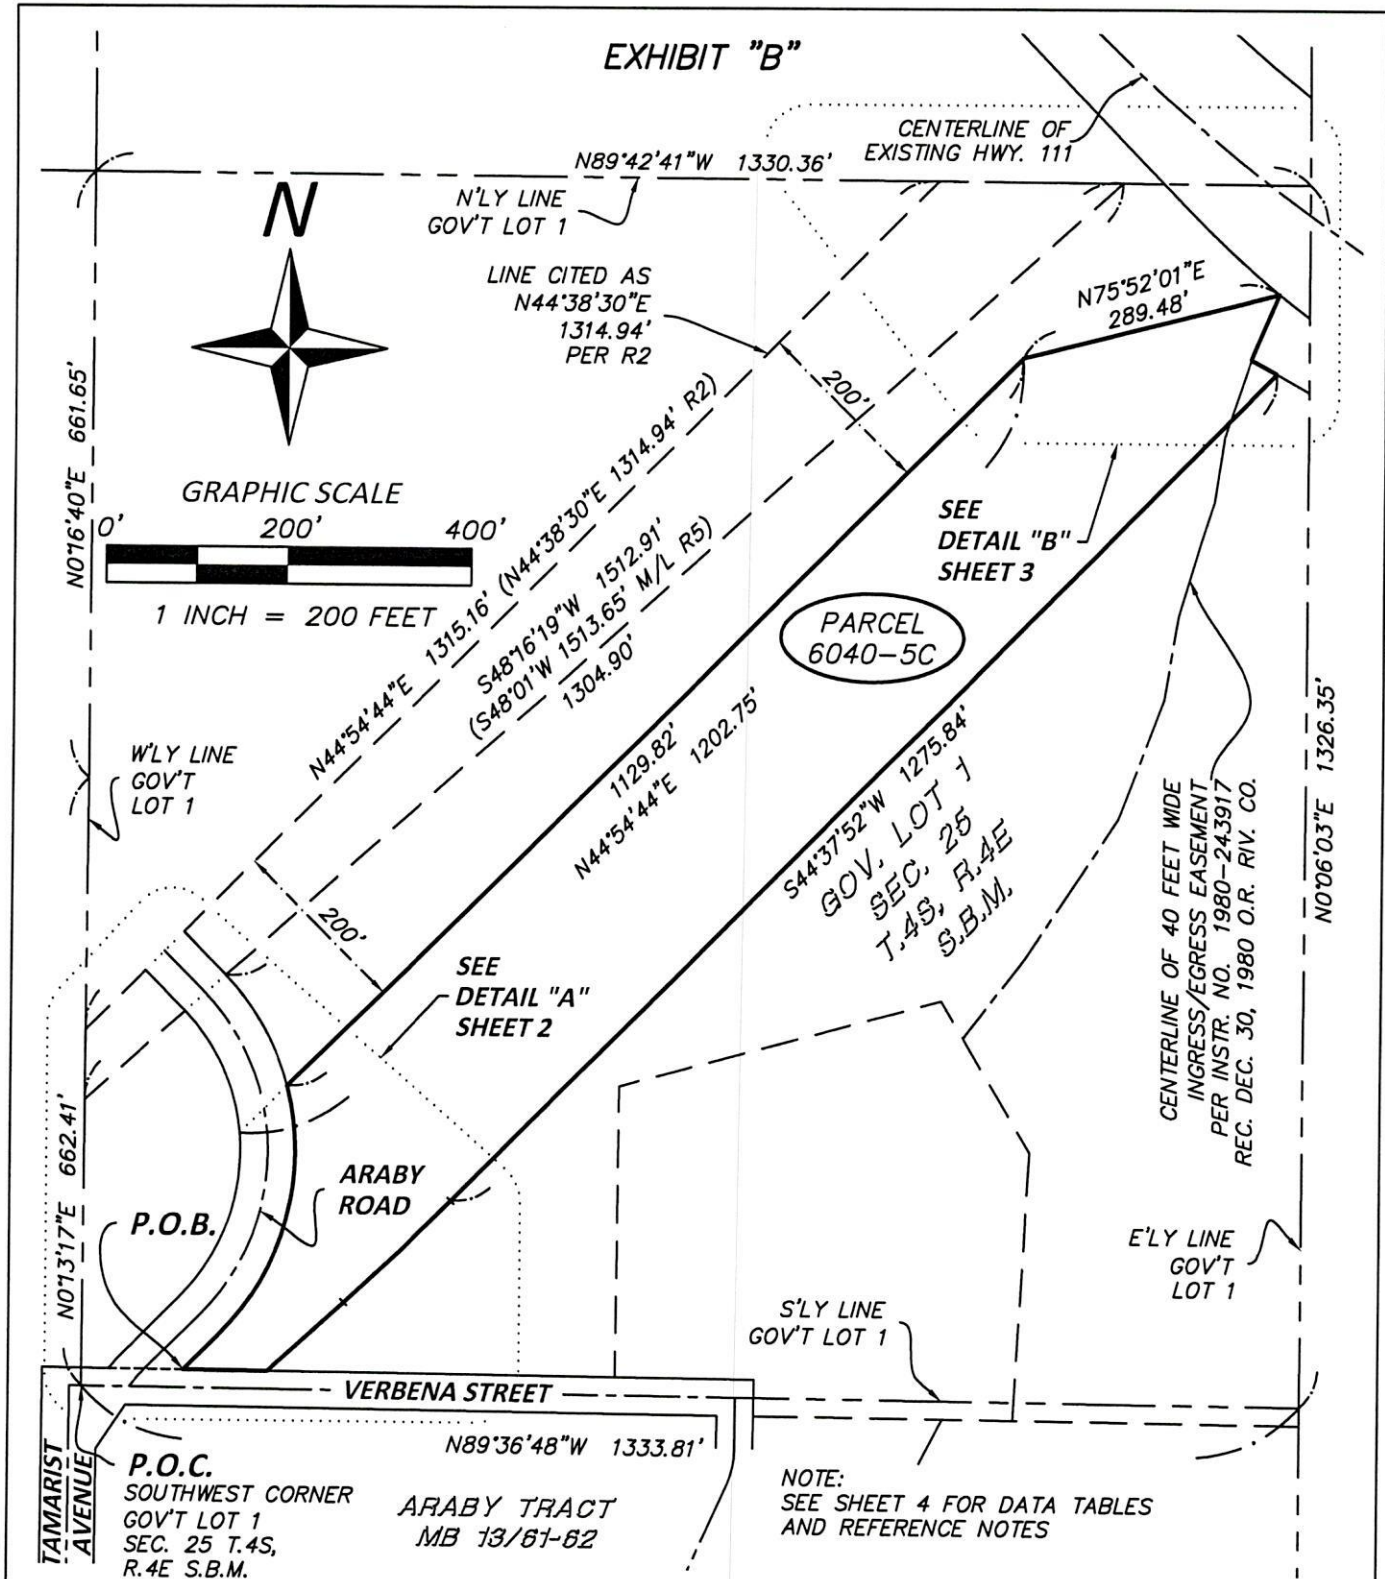 EXHIBIT "B"
CENTERLINE OF
EXISTING HWY. 111
N89°42'41"W 1330.36'
N
N'LY LINE
GOV'T LOT 1
LINE CITED AS
N44°38'30"E
1314.94'
PER R2
N75°52'01"E
289.48'
200'
N0°16'40"E 661.65'
GRAPHIC SCALE
0' 200' 400'
1 INCH = 200 FEET
N44°54'44"E 1315.16' (N44°38'30"E 1314.94' R2)
S48°16'19"W 1512.91'
(S48°01'W 1513.65' M/L R5)
1304.90'
SEE
DETAIL "B"
SHEET 3
PARCEL
6040-5C
1129.82'
N44°54'44"E 1202.75'
S44°37'52"W 1275.84'
GOV. LOT 1
SEC. 25
T.4S, R.4E
S.B.M.
W'LY LINE
GOV'T
LOT 1
N0°06'03"E 1326.35'
CENTERLINE OF 40 FEET WIDE
INGRESS/EGRESS EASEMENT
PER INSTR. NO. 1980-243917
REC. DEC. 30, 1980 O.R. RIV. CO.
200'
SEE
DETAIL "A"
SHEET 2
N0°13'17"E 662.41'
ARABY
ROAD
P.O.B.
E'LY LINE
GOV'T
LOT 1
S'LY LINE
GOV'T LOT 1
VERBENA STREET
N89°36'48"W 1333.81'
TAMARIST
AVENUE
P.O.C.
SOUTHWEST CORNER
GOV'T LOT 1
SEC. 25 T.4S,
R.4E S.B.M.
ARABY TRACT
MB 13/61-62
NOTE:
SEE SHEET 4 FOR DATA TABLES
AND REFERENCE NOTES